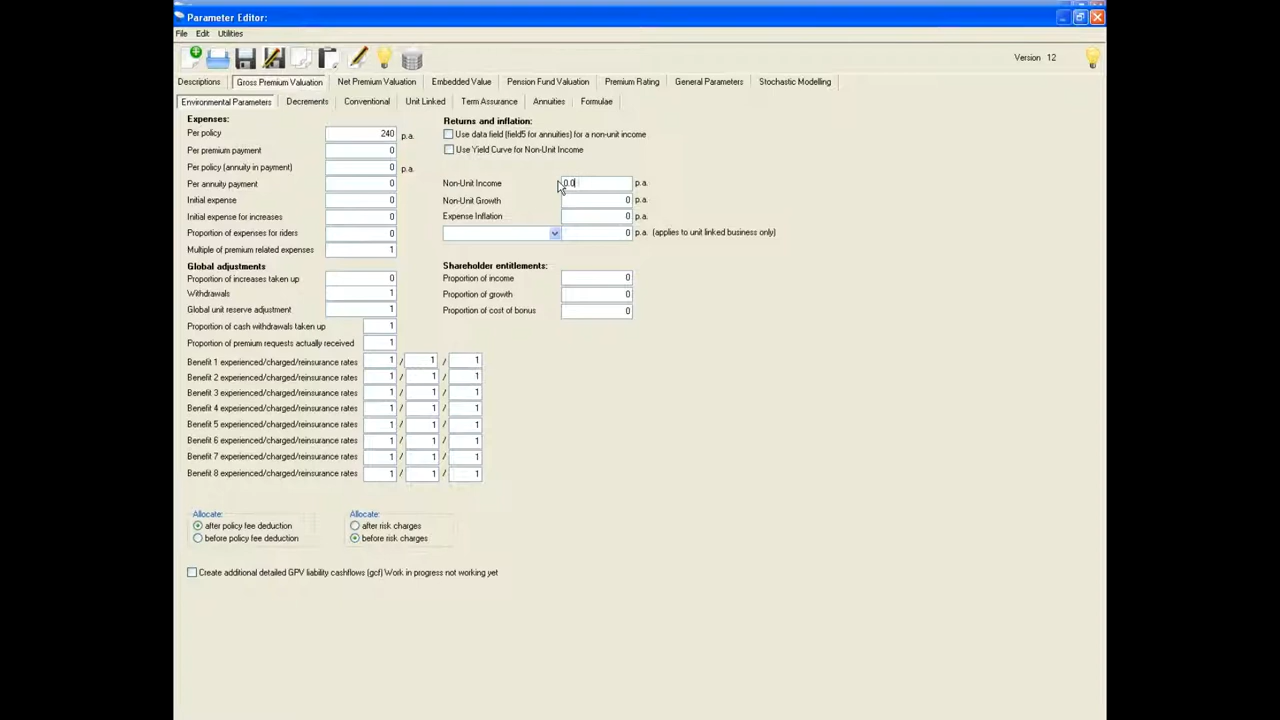 Parameter Editor:
File Edit Utilities
Version 12
Descriptions Gross Premium Valuation Net Premium Valuation Embedded Value Pension Fund Valuation Premium Rating General Parameters Stochastic Modelling
Environmental Parameters Decrements Conventional Unit Linked Term Assurance Annuities Formulae
Expenses:
Per policy 240 p.a.
Per premium payment 0
Per policy (annuity in payment) 0 p.a.
Per annuity payment 0
Initial expense 0
Initial expense for increases 0
Proportion of expenses for riders 0
Multiple of premium related expenses 1
Global adjustments
Proportion of increases taken up 0
Withdrawals 1
Global unit reserve adjustment 1
Proportion of cash withdrawals taken up 1
Proportion of premium requests actually received 1
Benefit 1 experienced/charged/reinsurance rates 1 / 1 / 1
Benefit 2 experienced/charged/reinsurance rates 1 / 1 / 1
Benefit 3 experienced/charged/reinsurance rates 1 / 1 / 1
Benefit 4 experienced/charged/reinsurance rates 1 / 1 / 1
Benefit 5 experienced/charged/reinsurance rates 1 / 1 / 1
Benefit 6 experienced/charged/reinsurance rates 1 / 1 / 1
Benefit 7 experienced/charged/reinsurance rates 1 / 1 / 1
Benefit 8 experienced/charged/reinsurance rates 1 / 1 / 1
Returns and inflation:
Use data field (field5 for annuities) for a non-unit income
Use Yield Curve for Non-Unit Income
Non-Unit Income 0.0 p.a.
Non-Unit Growth 0 p.a.
Expense Inflation 0 p.a.
0 p.a. (applies to unit linked business only)
Shareholder entitlements:
Proportion of income 0
Proportion of growth 0
Proportion of cost of bonus 0
Allocate:
after policy fee deduction
before policy fee deduction
Allocate:
after risk charges
before risk charges
Create additional detailed GPV liability cashflows (gcf) Work in progress not working yet